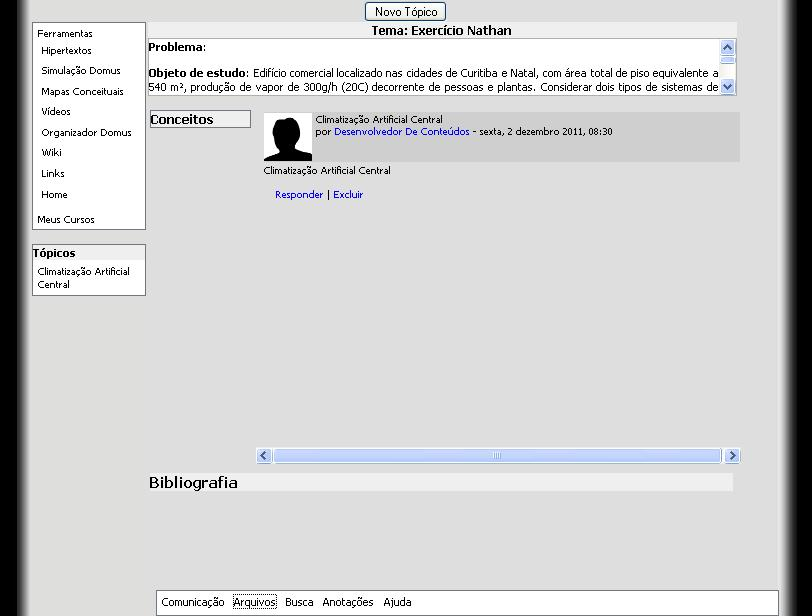 Novo Tópico
Tema: Exercício Nathan
Ferramentas
Hipertextos
Simulação Domus
Mapas Conceituais
Vídeos
Organizador Domus
Wiki
Links
Home
Meus Cursos
Tópicos
Climatização Artificial
Central
Problema:
Objeto de estudo: Edifício comercial localizado nas cidades de Curitiba e Natal, com área total de piso equivalente a
540 m², produção de vapor de 300g/h (20C) decorrente de pessoas e plantas. Considerar dois tipos de sistemas de
Conceitos
Climatização Artificial Central
por Desenvolvedor De Conteúdos - sexta, 2 dezembro 2011, 08:30
Climatização Artificial Central
Responder | Excluir
Bibliografia
Comunicação Arquivos Busca Anotações Ajuda